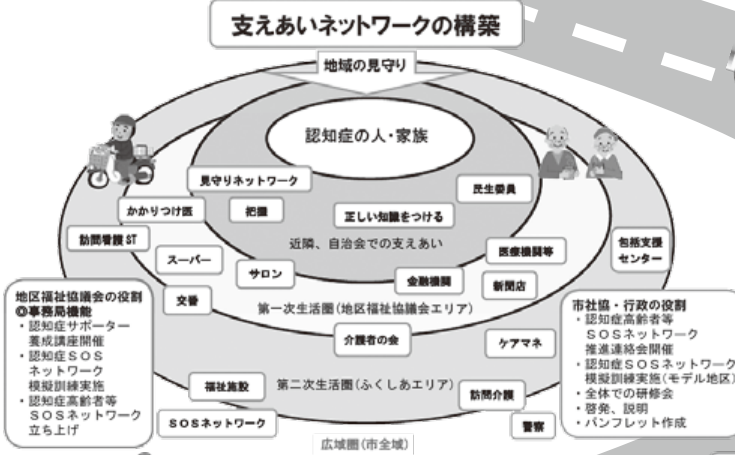 支えあいネットワークの構築
地域の見守り
認知症の人・家族
見守りネットワーク
民生委員
かかりつけ医
把握
正しい知識をつける
訪問看護ST
近隣、自治会での支えあい
医療機関等
包括支援
センター
スーパー
サロン
金融機関
新聞店
交番
第一次生活圏(地区福祉協議会エリア)
介護者の会
ケアマネ
福祉施設
第二次生活圏(ふくしあエリア)
訪問介護
SOSネットワーク
警察
広域圏(市全域)
地区福祉協議会の役割
◎事務局機能
・認知症サポーター
養成講座開催
・認知症SOS
ネットワーク
模擬訓練実施
・認知症高齢者等
SOSネットワーク
立ち上げ
市社協・行政の役割
・認知症高齢者等
SOSネットワーク
推進連絡会開催
・認知症SOSネットワーク
模擬訓練実施(モデル地区)
・全体での研修会
・啓発、説明
・パンフレット作成